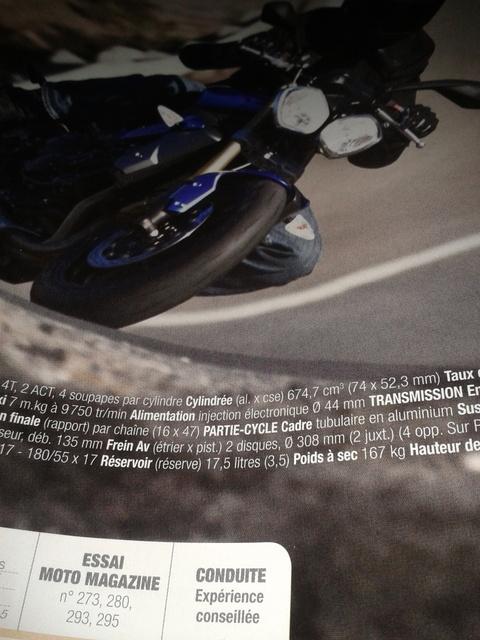 4T, 2 ACT, 4 soupapes par cylindre Cylindrée (al. x cse) 674,7 cm³ (74 x 52,3 mm) Taux
7 m.kg à 9 750 tr/min Alimentation injection électronique Ø 44 mm TRANSMISSION
finale (rapport) par chaîne (16 x 47) PARTIE-CYCLE Cadre tubulaire en aluminium
déb. 135 mm Frein Av (étrier x pist.) 2 disques, Ø 308 mm (2 juxt.) (4 opp. Sur
17 - 180/55 x 17 Réservoir (réserve) 17,5 litres (3,5) Poids à sec 167 kg Hauteur de
ESSAI
MOTO MAGAZINE
n° 273, 280,
293, 295
CONDUITE
Expérience
conseillée